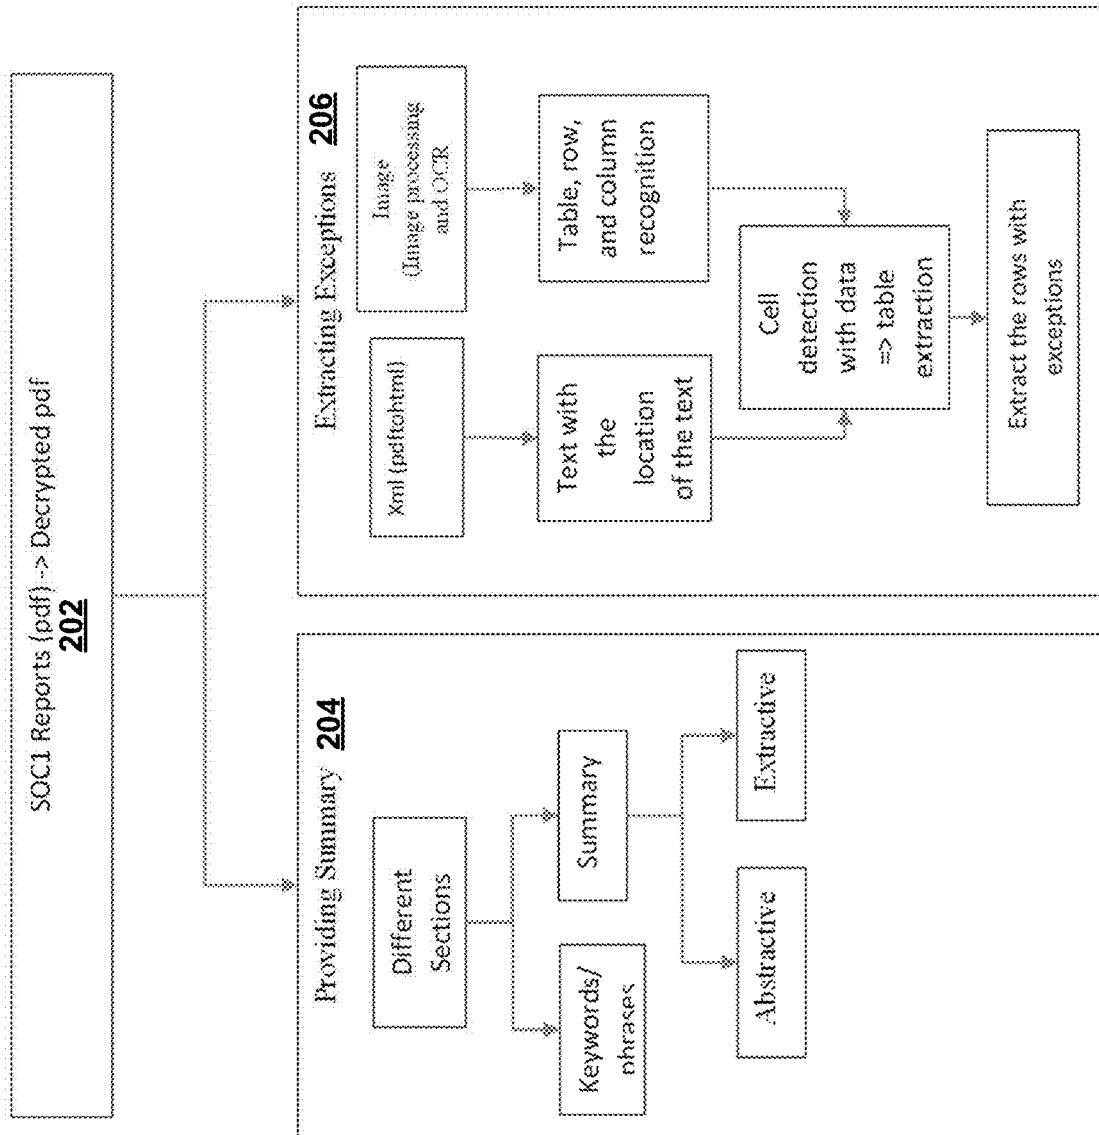 SOC1 Reports (pdf) -> Decrypted pdf
202
Providing Summary 204
Different
Sections
Keywords/
phrases
Summary
Abstractive
Extractive
Extracting Exceptions 206
Xml (pdftohtml)
Image
(Image processing
and OCR
Text with
the
location
of the text
Table, row,
and column
recognition
Cell
detection
with data
=> table
extraction
Extract the rows with
exceptions